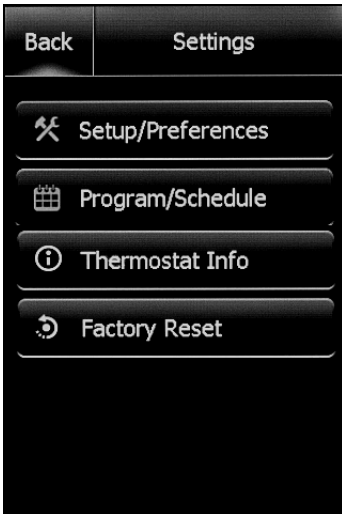 Back
Settings
Setup/Preferences
Program/Schedule
Thermostat Info
Factory Reset